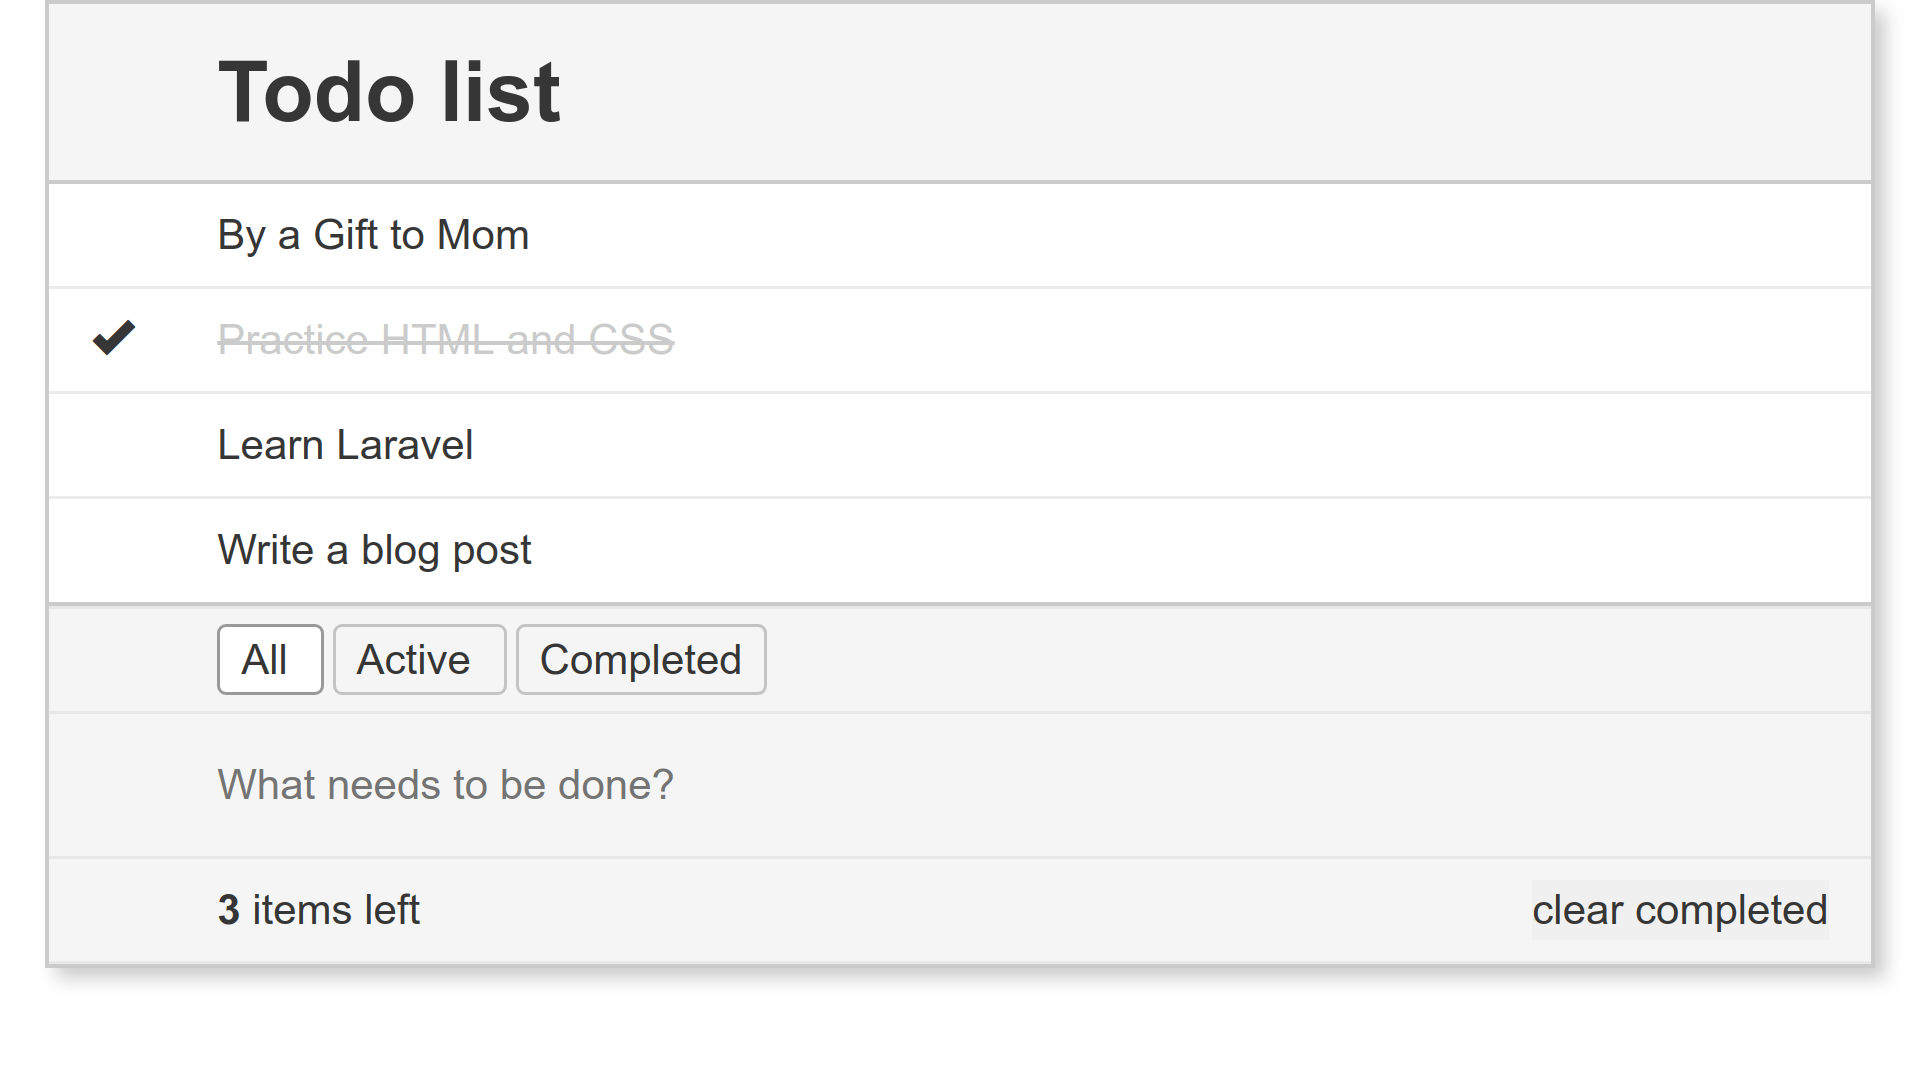 Todo list
By a Gift to Mom
Practice HTML and CSS
Learn Laravel
Write a blog post
All Active Completed
What needs to be done?
3 items left clear completed